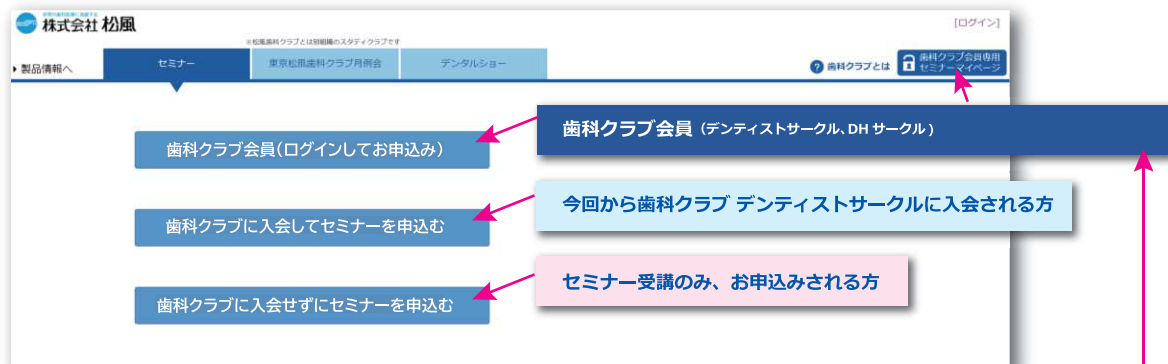 株式会社 松風
[ログイン]
※松風歯科クラブとは別組織のスタディクラブです
製品情報へ
セミナー
東京松風歯科クラブ月例会
デンタルショー
? 歯科クラブとは
歯科クラブ会員専用
セミナーマイページ
歯科クラブ会員(デンティストサークル、DH サークル)
歯科クラブ会員(ログインしてお申込み)
今回から歯科クラブ デンティストサークルに入会される方
歯科クラブに入会してセミナーを申込む
セミナー受講のみ、お申込みされる方
歯科クラブに入会せずにセミナーを申込む